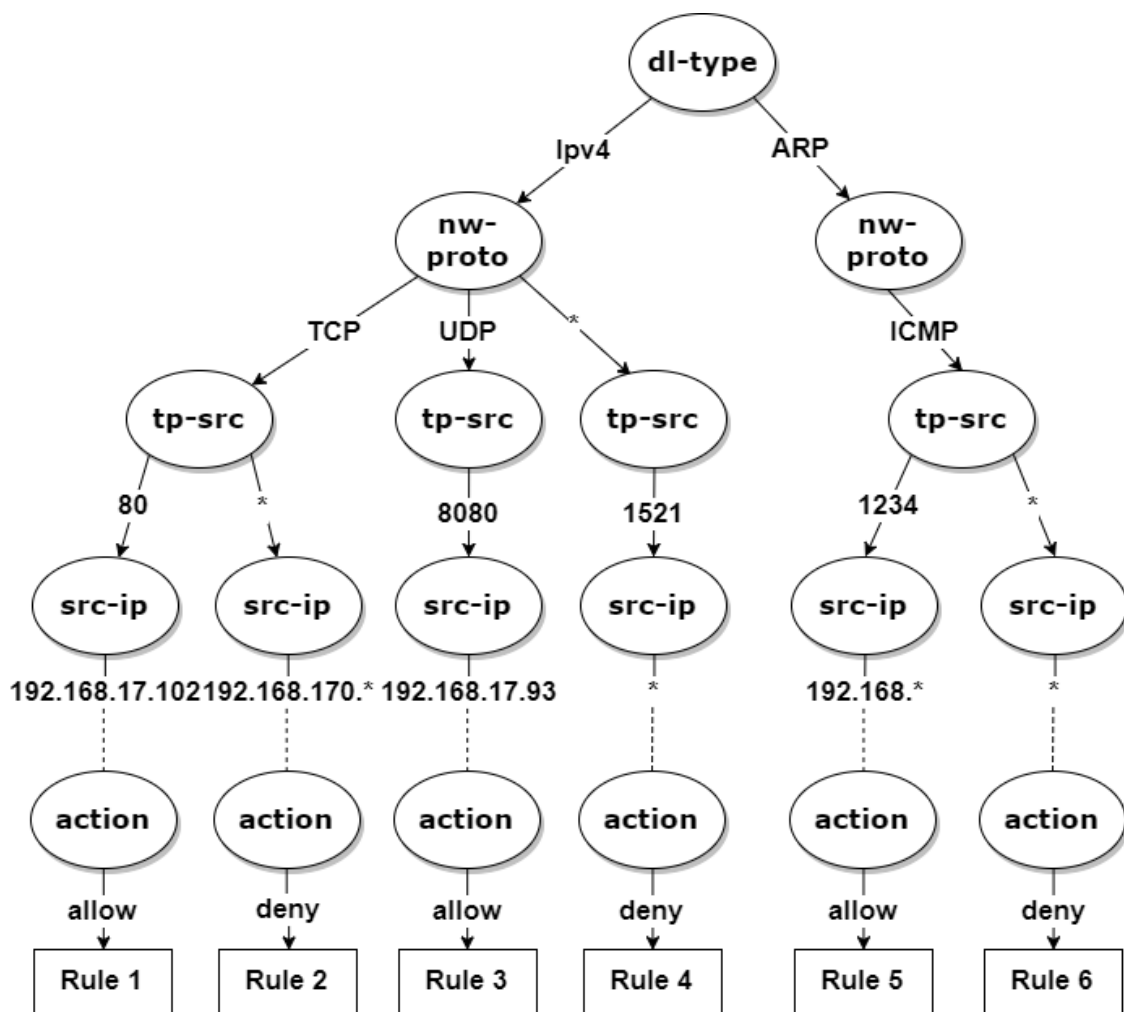 dl-type
Ipv4
ARP
nw-
proto
nw-
proto
TCP
UDP
*
ICMP
tp-src
tp-src
tp-src
tp-src
80
*
8080
1521
1234
*
src-ip
src-ip
src-ip
src-ip
src-ip
src-ip
192.168.17.102
192.168.170.*
192.168.17.93
*
192.168.*
*
action
action
action
action
action
action
allow
deny
allow
deny
allow
deny
Rule 1
Rule 2
Rule 3
Rule 4
Rule 5
Rule 6